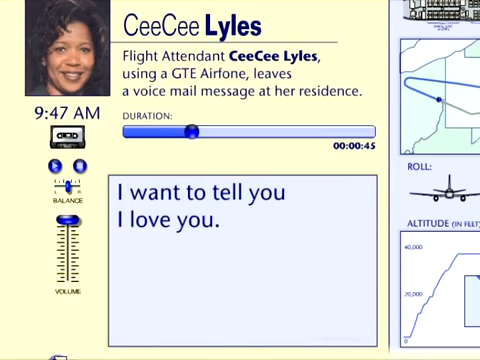 CeeCee Lyles
Flight Attendant CeeCee Lyles,
using a GTE Airfone, leaves
a voice mail message at her residence.
9:47 AM
DURATION:
00:00:45
L R
BALANCE
VOLUME
I want to tell you
I love you.
ROLL:
ALTITUDE (IN FEET)
40,000
20,000
0